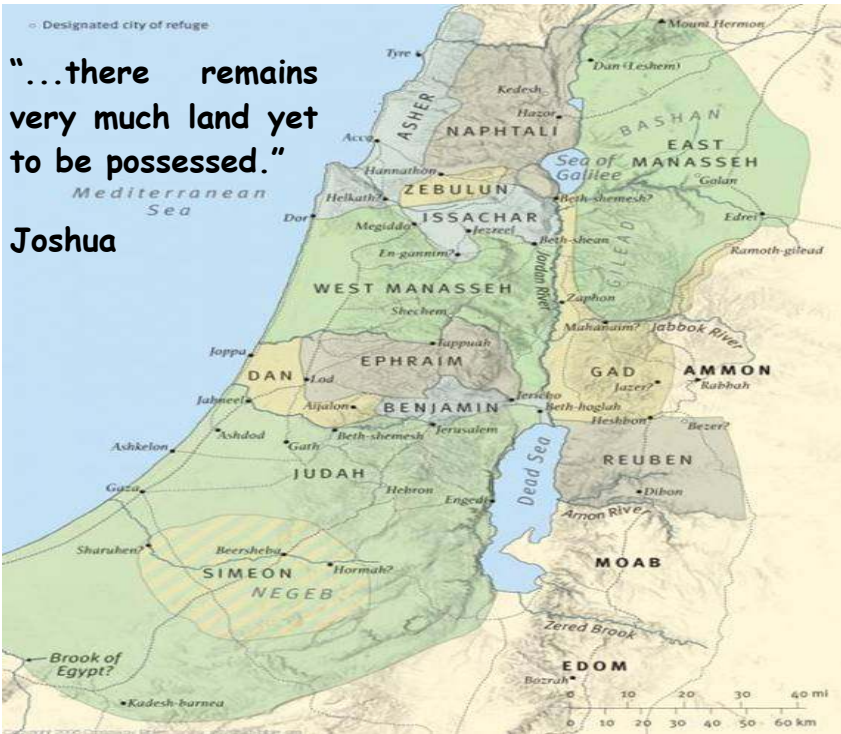 Designated city of refuge
Mount Hermon
"...there remains
very much land yet
to be possessed."
Joshua
Tyre
Dan (Leshem)
Kedesh
Hazor
ASHER
NAPHTALI
BASHAN
EAST
MANASSEH
Acco
Hannathon
Sea of
Galilee
Golan
Mediterranean
Sea
ZEBULUN
Helkath?
Beth-shemesh?
Dor
ISSACHAR
Megiddo
Jezreel
Edrei
En-gannim?
Beth-shean
GILEAD
Ramoth-gilead
Jordan River
WEST MANASSEH
Zaphon
Shechem
Mahanaim?
Jabbok River
Joppa
Tappuah
EPHRAIM
DAN
Lod
GAD
AMMON
Jazer?
Rabbah
Jabneel
Aijalon
BENJAMIN
Jericho
Beth-hoglah
Heshbon
Bezer?
Ashdod
Beth-shemesh
Jerusalem
Ashkelon
Gath
JUDAH
Dead Sea
REUBEN
Gaza
Hebron
Engedi
Dibon
Arnon River
Sharuhen?
Beersheba
SIMEON
Hormah?
NEGEB
MOAB
Zered Brook
Brook of
Egypt?
EDOM
Bozrah
Kadesh-barnea
0 10 20 30 40 mi
0 10 20 30 40 50 60 km